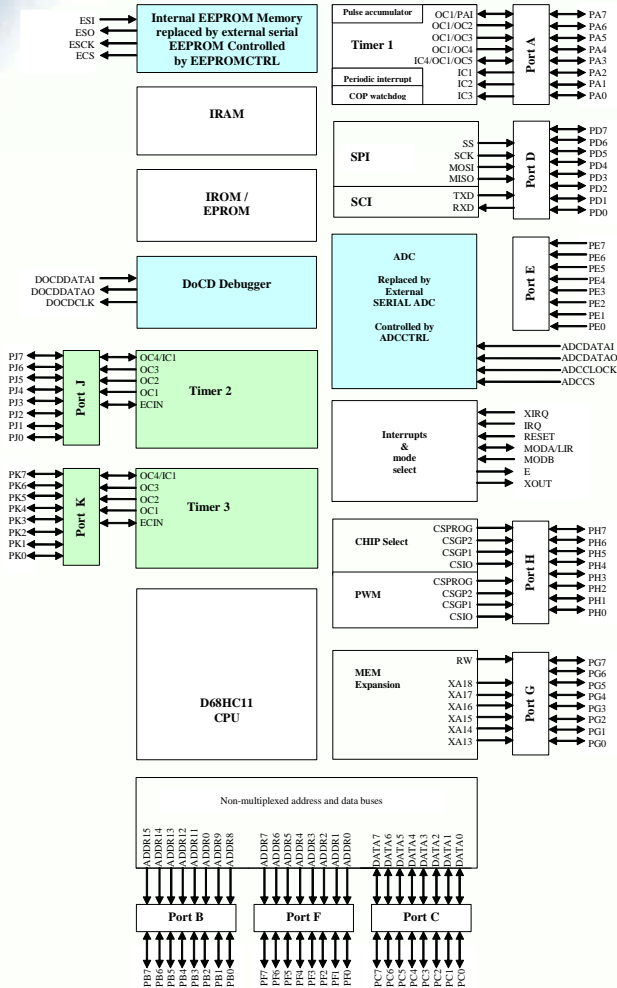 ESI
ESO
ESCK
ECS
Internal EEPROM Memory
replaced by external serial
EEPROM Controlled
by EEPROMCTRL
IRAM
IROM /
EPROM
DOCDDATAI
DOCDDATAO
DOCDCLK
DoCD Debugger
PJ7
PJ6
PJ5
PJ4
PJ3
PJ2
PJ1
PJ0
Port J
OC4/IC1
OC3
OC2
OC1
ECIN
Timer 2
PK7
PK6
PK5
PK4
PK3
PK2
PK1
PK0
Port K
OC4/IC1
OC3
OC2
OC1
ECIN
Timer 3
D68HC11
CPU
Pulse accumulator
Timer 1
Periodic interrupt
COP watchdog
OC1/PAI
OC1/OC2
OC1/OC3
OC1/OC4
IC4/OC1/OC5
IC1
IC2
IC3
Port A
PA7
PA6
PA5
PA4
PA3
PA2
PA1
PA0
SPI
SS
SCK
MOSI
MISO
SCI
TXD
RXD
Port D
PD7
PD6
PD5
PD4
PD3
PD2
PD1
PD0
ADC
Replaced by
External
SERIAL ADC
Controlled by
ADCCTRL
Port E
PE7
PE6
PE5
PE4
PE3
PE2
PE1
PE0
ADCDATAI
ADCDATAO
ADCCLOCK
ADCCS
Interrupts
&
mode
select
XIRQ
IRQ
RESET
MODA/LIR
MODB
E
XOUT
CHIP Select
CSPROG
CSGP2
CSGP1
CSIO
PWM
CSPROG
CSGP2
CSGP1
CSIO
Port H
PH7
PH6
PH5
PH4
PH3
PH2
PH1
PH0
MEM
Expansion
RW
XA18
XA17
XA16
XA15
XA14
XA13
Port G
PG7
PG6
PG5
PG4
PG3
PG2
PG1
PG0
Non-multiplexed address and data buses
ADDR15
ADDR14
ADDR13
ADDR12
ADDR11
ADDR0
ADDR9
ADDR8
ADDR7
ADDR6
ADDR5
ADDR4
ADDR3
ADDR2
ADDR1
ADDR0
DATA7
DATA6
DATA5
DATA4
DATA3
DATA2
DATA1
DATA0
Port B
Port F
Port C
PB7
PB6
PB5
PB4
PB3
PB2
PB1
PB0
PF7
PF6
PF5
PF4
PF3
PF2
PF1
PF0
PC7
PC6
PC5
PC4
PC3
PC2
PC1
PC0